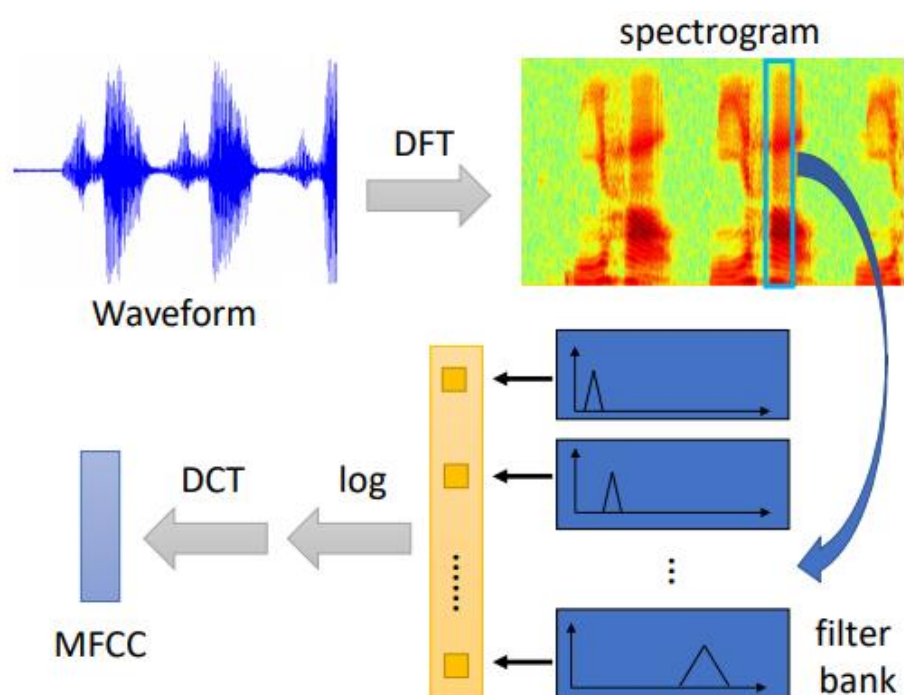 spectrogram
DFT
Waveform
DCT
log
MFCC
filter
bank